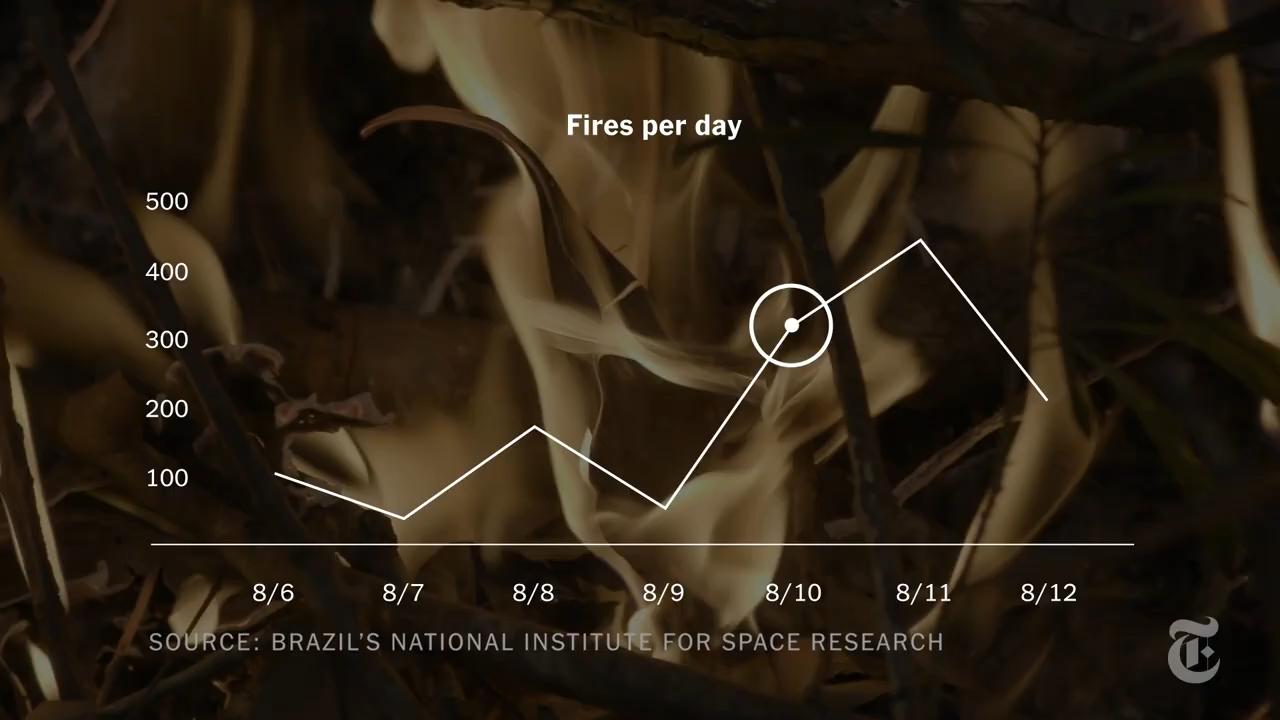 Fires per day
500
400
300
200
100
8/6 8/7 8/8 8/9 8/10 8/11 8/12
SOURCE: BRAZIL’S NATIONAL INSTITUTE FOR SPACE RESEARCH
T